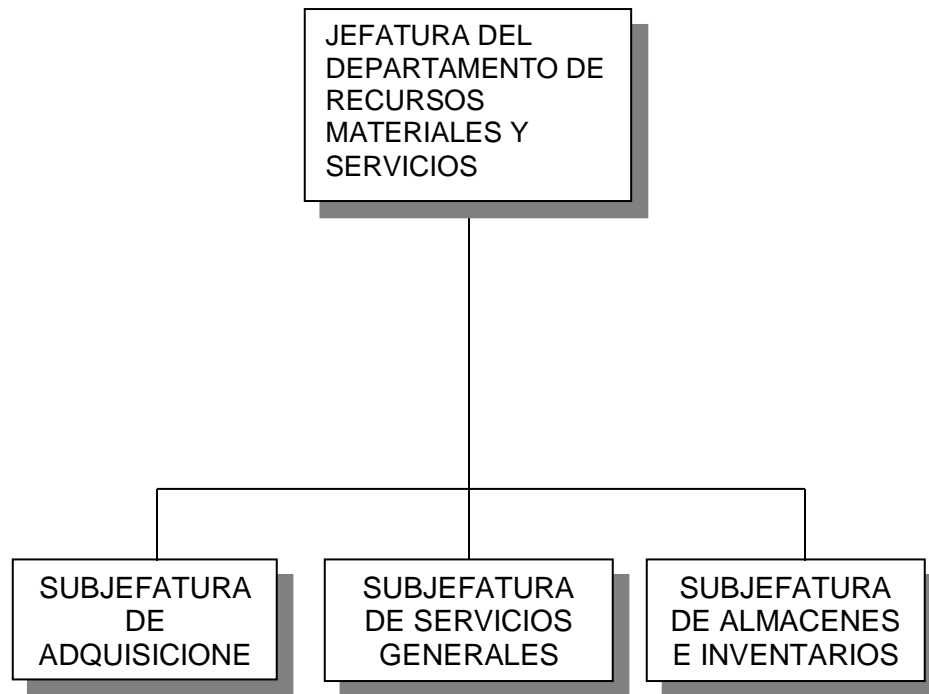 JEFATURA DEL
DEPARTAMENTO DE
RECURSOS
MATERIALES Y
SERVICIOS
SUBJEFATURA
DE
ADQUISICIONE
SUBJEFATURA
DE SERVICIOS
GENERALES
SUBJEFATURA
DE ALMACENES
E INVENTARIOS